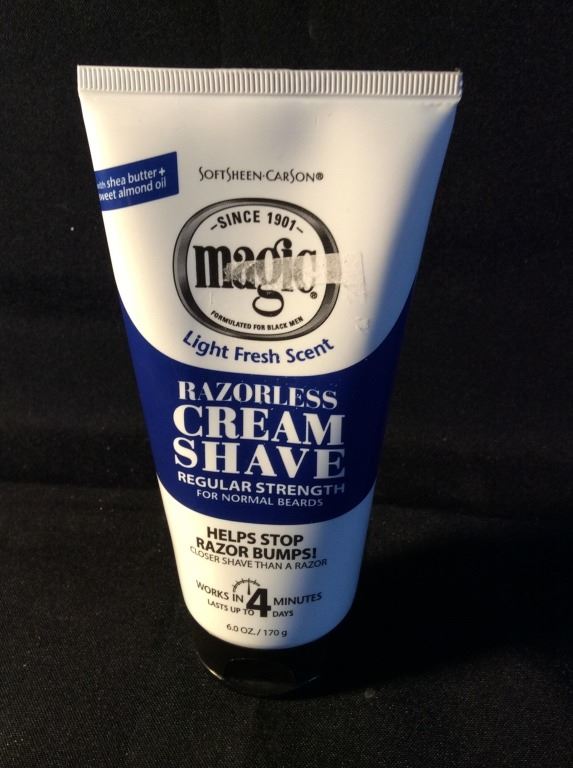 shea butter +
sweet almond oil
SOFTSHEEN·CARSON®
-SINCE 1901-
magic®
FORMULATED FOR BLACK MEN
Light Fresh Scent
RAZORLESS
CREAM
SHAVE
REGULAR STRENGTH
FOR NORMAL BEARDS
HELPS STOP
RAZOR BUMPS!
CLOSER SHAVE THAN A RAZOR
WORKS IN 4 MINUTES
LASTS UP TO 4 DAYS
6.0 OZ./170 g